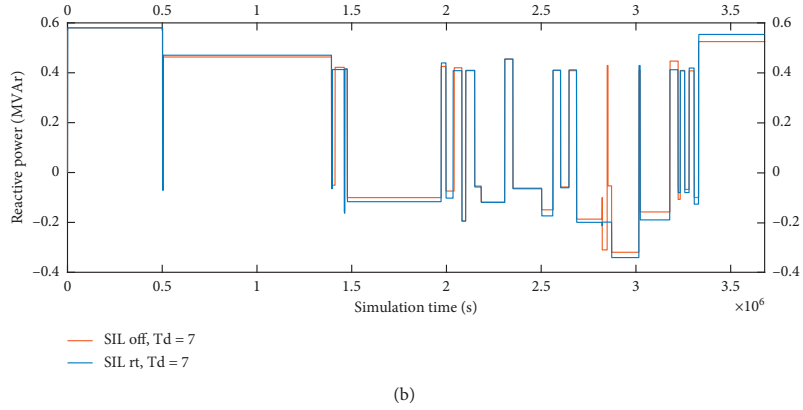 0 0.5 1 1.5 2 2.5 3 3.5
0.6 0.6
0.4 0.4
0.2 0.2
0 0
−0.2 −0.2
−0.4 −0.4
Reactive power (MVAr)
0 0.5 1 1.5 2 2.5 3 3.5
Simulation time (s)
×10⁶
SIL off, Td = 7
SIL rt, Td = 7
(b)